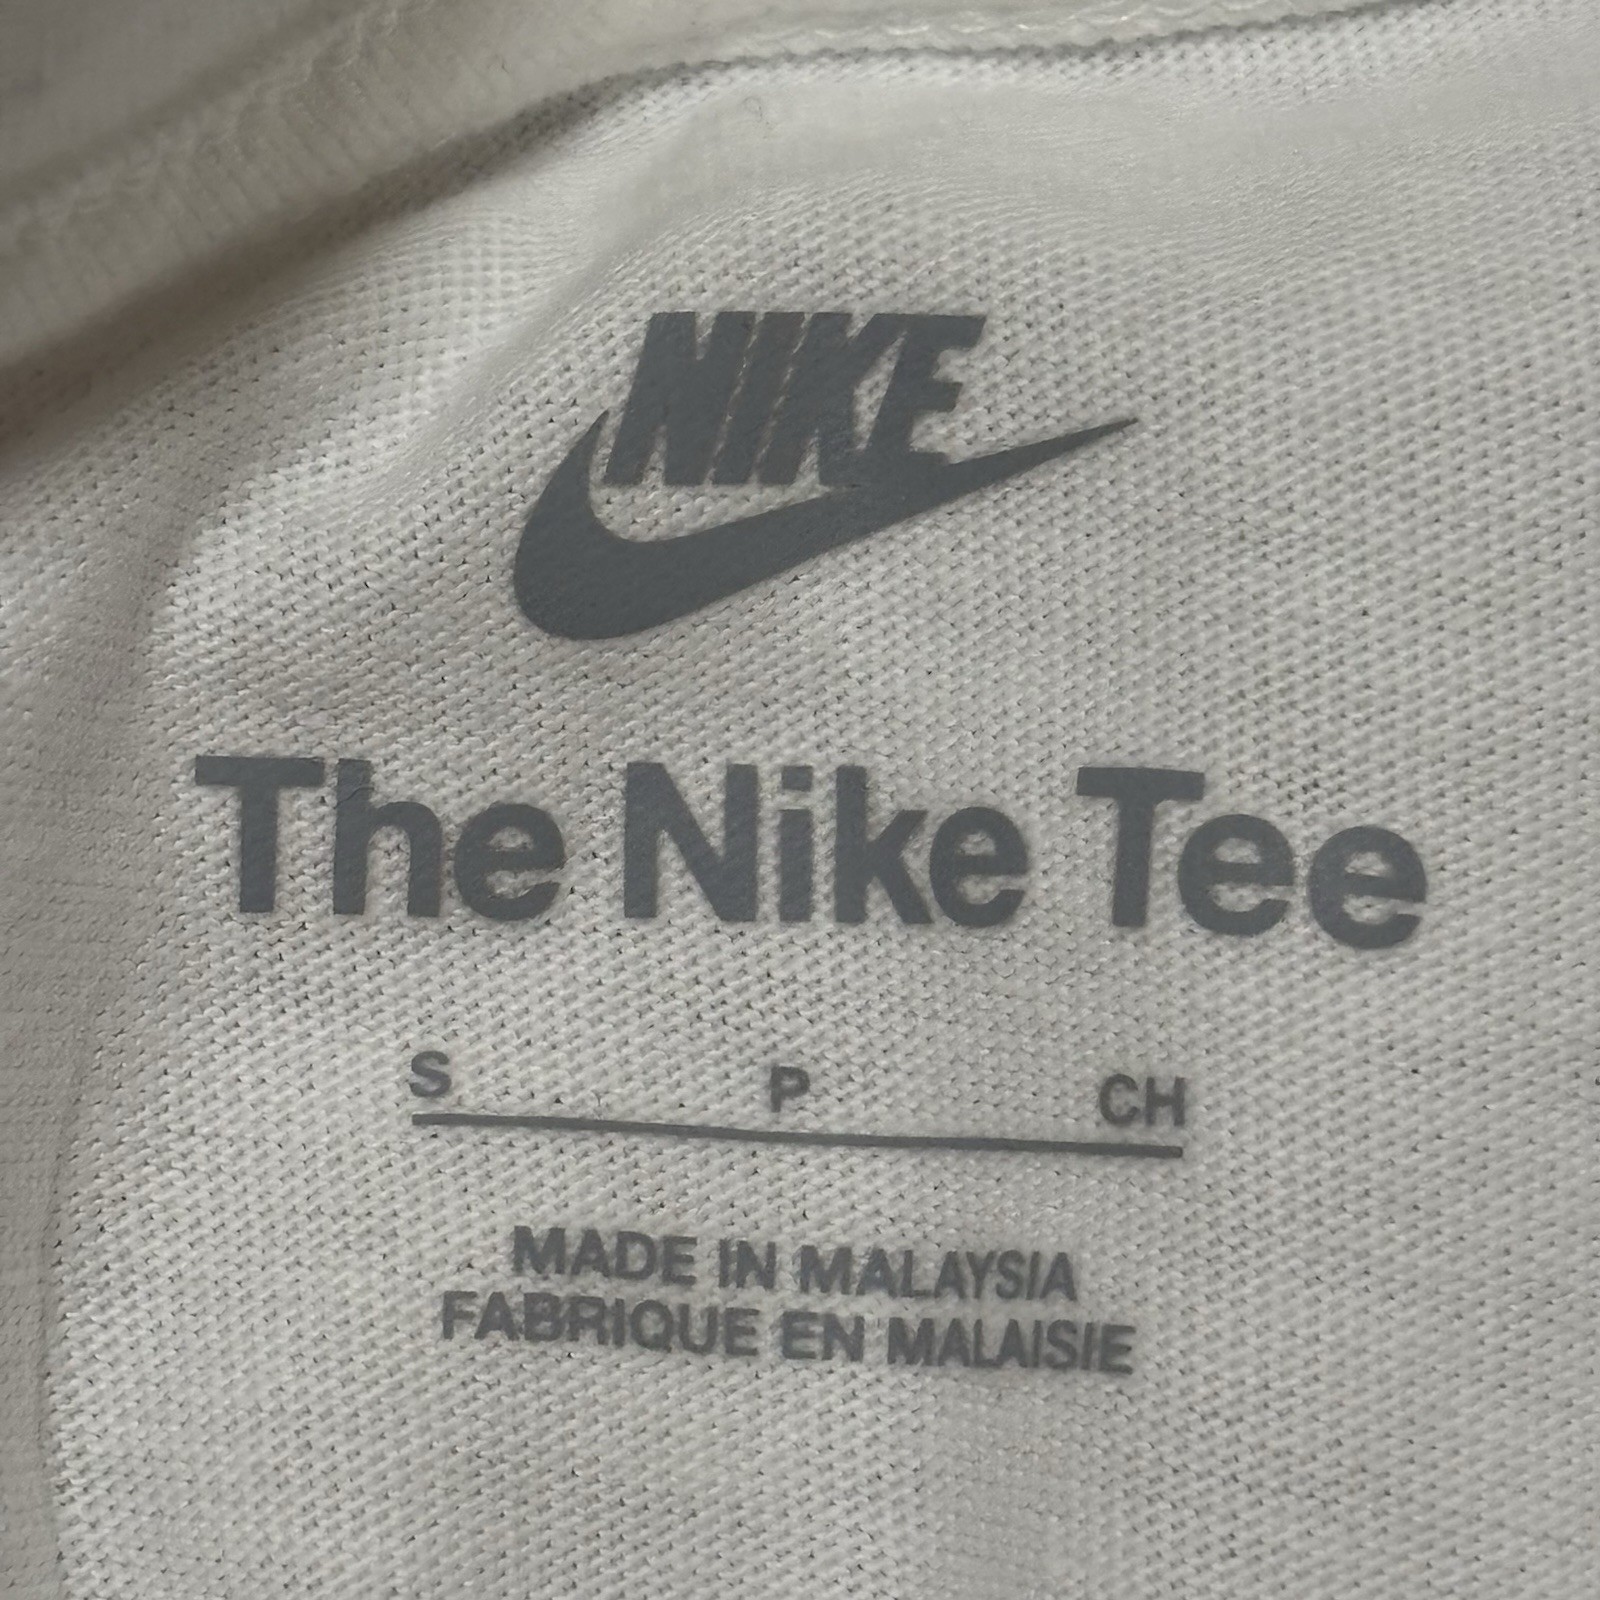 NIKE
The Nike Tee
S P CH
MADE IN MALAYSIA
FABRIQUE EN MALAISIE